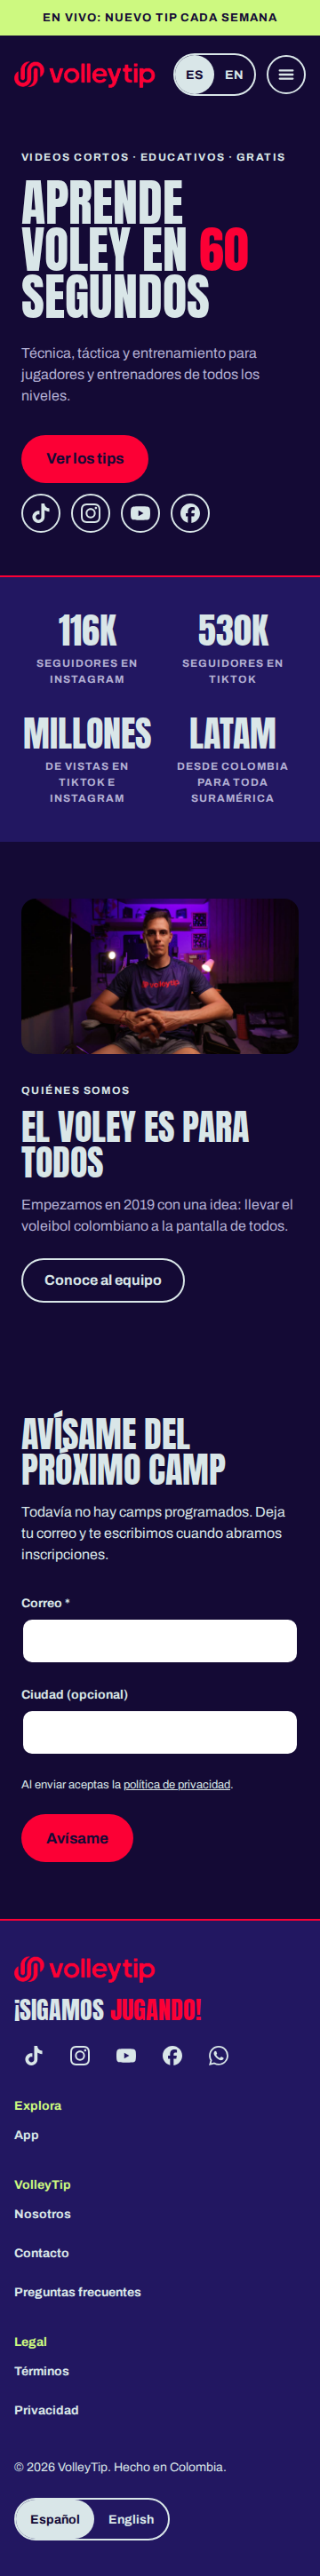 EN VIVO: NUEVO TIP CADA SEMANA
volleytip
ES EN
VIDEOS CORTOS · EDUCATIVOS · GRATIS
APRENDE
VOLEY EN 60
SEGUNDOS
Técnica, táctica y entrenamiento para
jugadores y entrenadores de todos los
niveles.
Ver los tips
116K
SEGUIDORES EN
INSTAGRAM
530K
SEGUIDORES EN
TIKTOK
MILLONES
DE VISTAS EN
TIKTOK E
INSTAGRAM
LATAM
DESDE COLOMBIA
PARA TODA
SURAMÉRICA
QUIÉNES SOMOS
EL VOLEY ES PARA
TODOS
Empezamos en 2019 con una idea: llevar el
voleibol colombiano a la pantalla de todos.
Conoce al equipo
AVÍSAME DEL
PRÓXIMO CAMP
Todavía no hay camps programados. Deja
tu correo y te escribimos cuando abramos
inscripciones.
Correo *
Ciudad (opcional)
Al enviar aceptas la política de privacidad.
Avísame
volleytip
¡SIGAMOS JUGANDO!
Explora
App
VolleyTip
Nosotros
Contacto
Preguntas frecuentes
Legal
Términos
Privacidad
© 2026 VolleyTip. Hecho en Colombia.
Español English